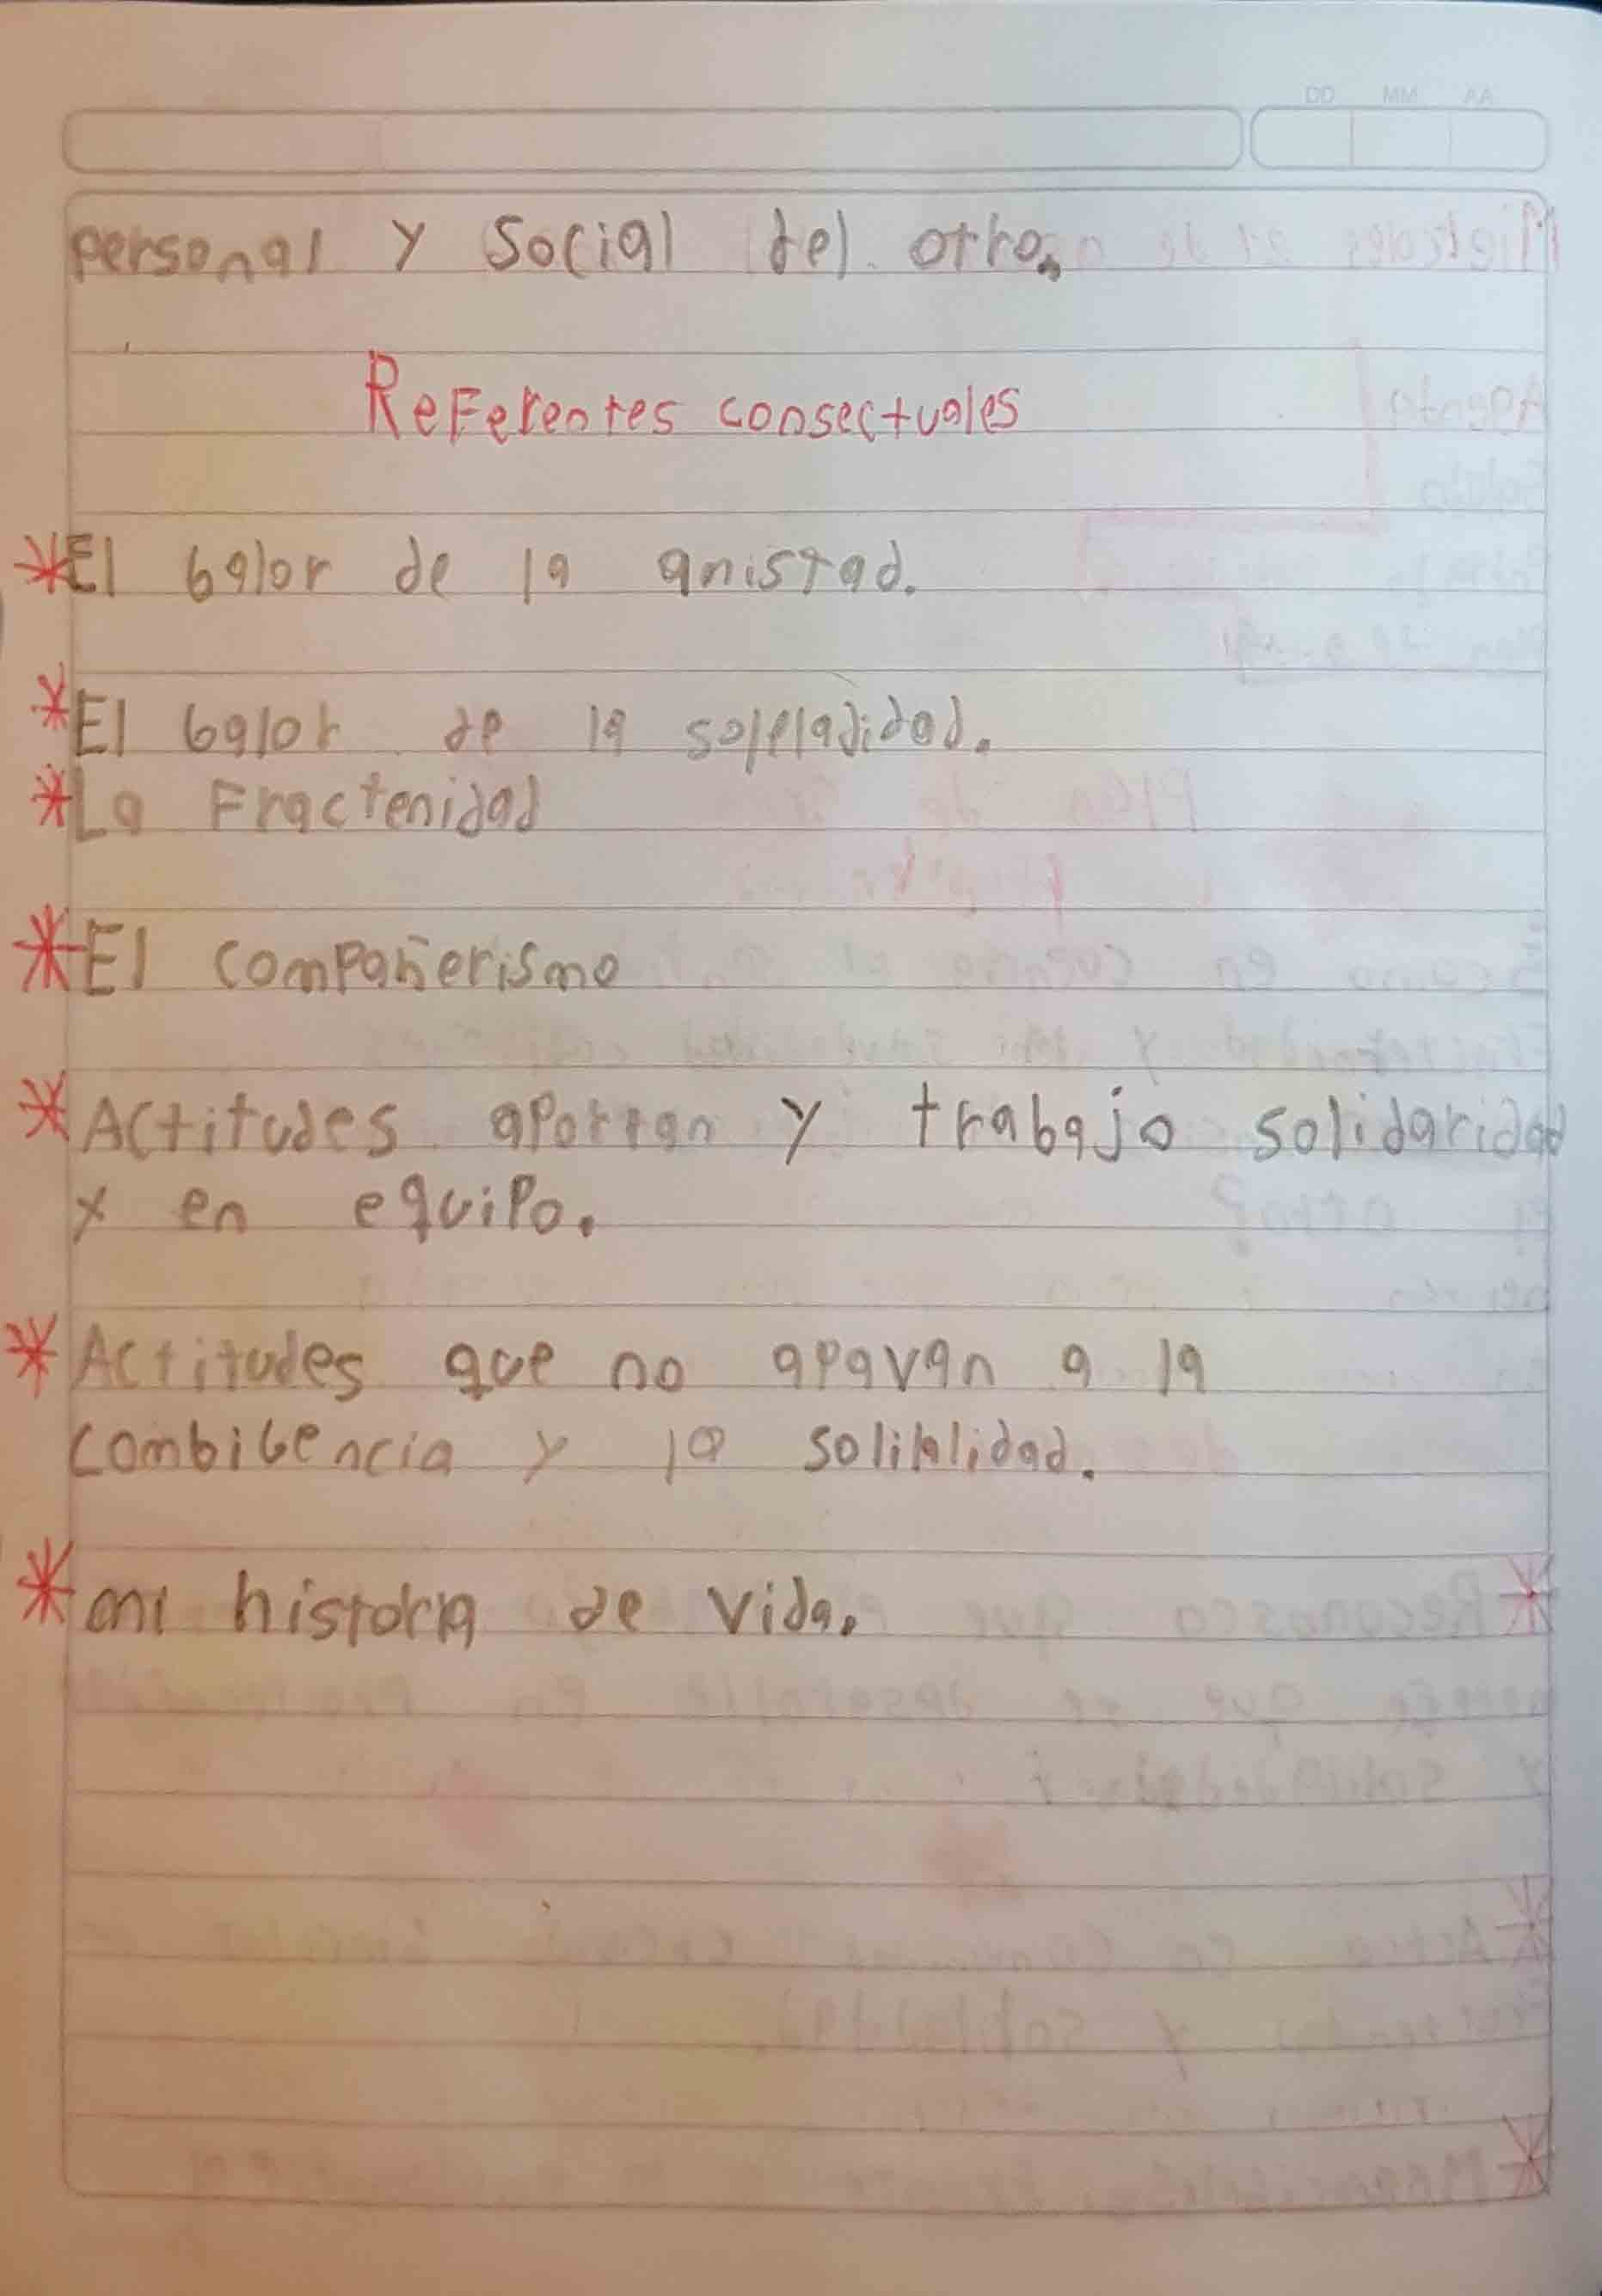 DD MM AA
personal y social del otro.
Referentes consectuales
*El balor de la anistad.
*El balor de la soleladidad.
*La Fractenidad
*El compañerismo
*Actitudes aportan y trabajo solidaridad
y en equipo.
*Actitudes que no apavan a la
combibencia y la solilalidad.
*mi historia de vida.